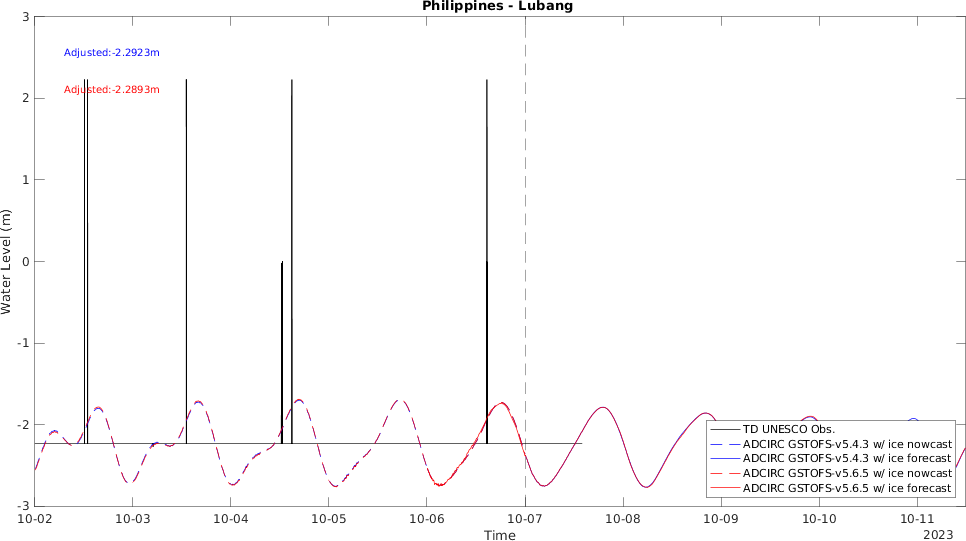 Philippines - Lubang
3
Adjusted:-2.2923m
Adjusted:-2.2893m
2
1
0
-1
-2
-3
Water Level (m)
TD UNESCO Obs.
ADCIRC GSTOFS-v5.4.3 w/ ice nowcast
ADCIRC GSTOFS-v5.4.3 w/ ice forecast
ADCIRC GSTOFS-v5.6.5 w/ ice nowcast
ADCIRC GSTOFS-v5.6.5 w/ ice forecast
10-02 10-03 10-04 10-05 10-06 10-07 10-08 10-09 10-10 10-11
Time
2023